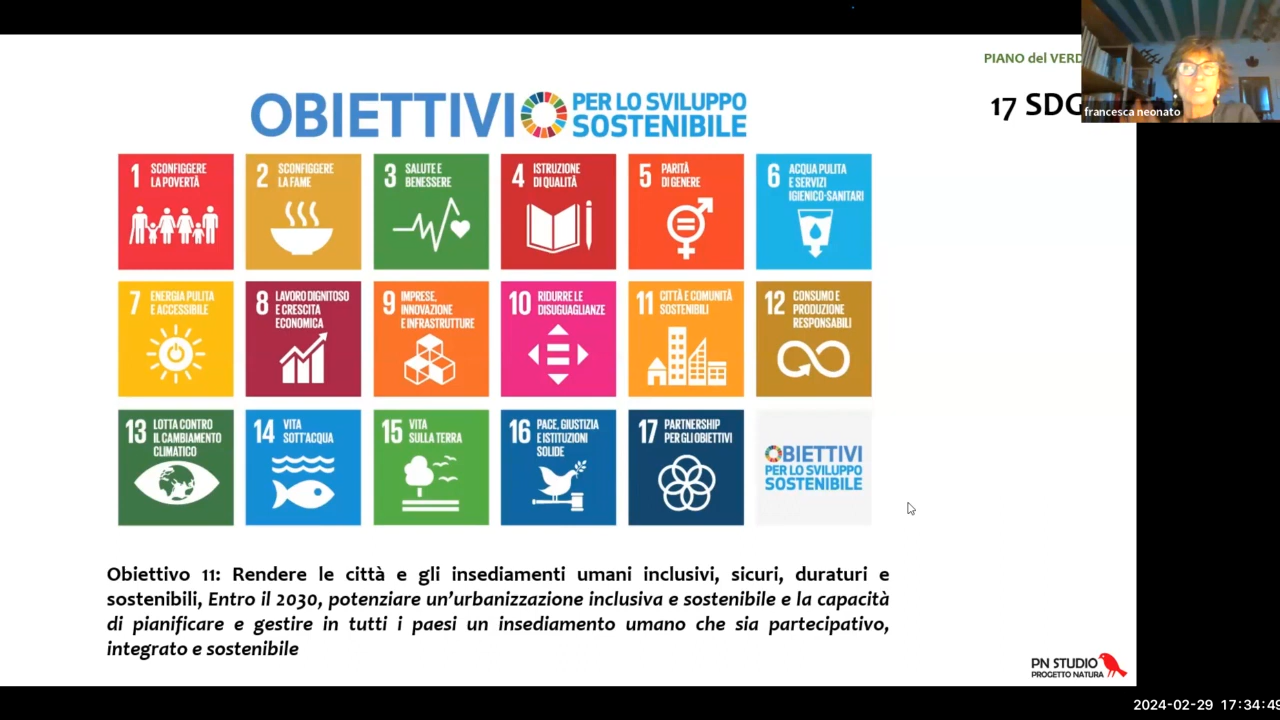 PIANO del VERD
17 SDG
francesca neonato
OBIETTIVI PER LO SVILUPPO
SOSTENIBILE
1 SCONFIGGERE
LA POVERTÀ
2 SCONFIGGERE
LA FAME
3 SALUTE E
BENESSERE
4 ISTRUZIONE
DI QUALITÀ
5 PARITÀ
DI GENERE
6 ACQUA PULITA
E SERVIZI
IGIENICO-SANITARI
7 ENERGIA PULITA
E ACCESSIBILE
8 LAVORO DIGNITOSO
E CRESCITA
ECONOMICA
9 IMPRESE,
INNOVAZIONE
E INFRASTRUTTURE
10 RIDURRE LE
DISUGUAGLIANZE
11 CITTÀ E COMUNITÀ
SOSTENIBILI
12 CONSUMO E
PRODUZIONE
RESPONSABILI
13 LOTTA CONTRO
IL CAMBIAMENTO
CLIMATICO
14 VITA
SOTT'ACQUA
15 VITA
SULLA TERRA
16 PACE, GIUSTIZIA
E ISTITUZIONI
SOLIDE
17 PARTNERSHIP
PER GLI OBIETTIVI
OBIETTIVI
PER LO SVILUPPO
SOSTENIBILE
Obiettivo 11: Rendere le città e gli insediamenti umani inclusivi, sicuri, duraturi e
sostenibili, Entro il 2030, potenziare un’urbanizzazione inclusiva e sostenibile e la capacità
di pianificare e gestire in tutti i paesi un insediamento umano che sia partecipativo,
integrato e sostenibile
PN STUDIO
PROGETTO NATURA
2024-02-29 17:34:49